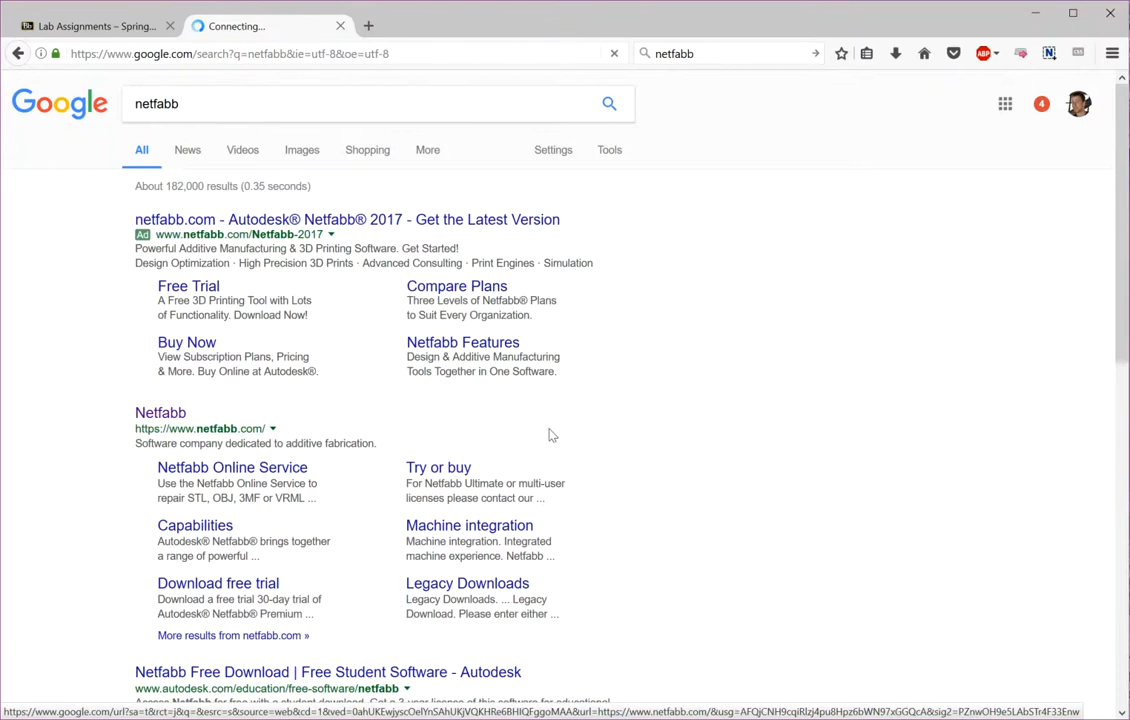 Lab Assignments – Spring...
Connecting...
https://www.google.com/search?q=netfabb&ie=utf-8&oe=utf-8
netfabb
ABP
N
css
Google
netfabb
4
All News Videos Images Shopping More Settings Tools
About 182,000 results (0.35 seconds)
netfabb.com - Autodesk® Netfabb® 2017 - Get the Latest Version
Ad www.netfabb.com/Netfabb-2017
Powerful Additive Manufacturing & 3D Printing Software. Get Started!
Design Optimization · High Precision 3D Prints · Advanced Consulting · Print Engines · Simulation
Free Trial
A Free 3D Printing Tool with Lots
of Functionality. Download Now!
Compare Plans
Three Levels of Netfabb® Plans
to Suit Every Organization.
Buy Now
View Subscription Plans, Pricing
& More. Buy Online at Autodesk®.
Netfabb Features
Design & Additive Manufacturing
Tools Together in One Software.
Netfabb
https://www.netfabb.com/
Software company dedicated to additive fabrication.
Netfabb Online Service
Use the Netfabb Online Service to
repair STL, OBJ, 3MF or VRML ...
Try or buy
For Netfabb Ultimate or multi-user
licenses please contact our ...
Capabilities
Autodesk® Netfabb® brings together
a range of powerful ...
Machine integration
Machine integration. Integrated
machine experience. Netfabb ...
Download free trial
Download a free trial 30-day trial of
Autodesk® Netfabb® Premium ...
Legacy Downloads
Legacy Downloads. ... Legacy
Download. Please enter either ...
More results from netfabb.com »
Netfabb Free Download | Free Student Software - Autodesk
www.autodesk.com/education/free-software/netfabb